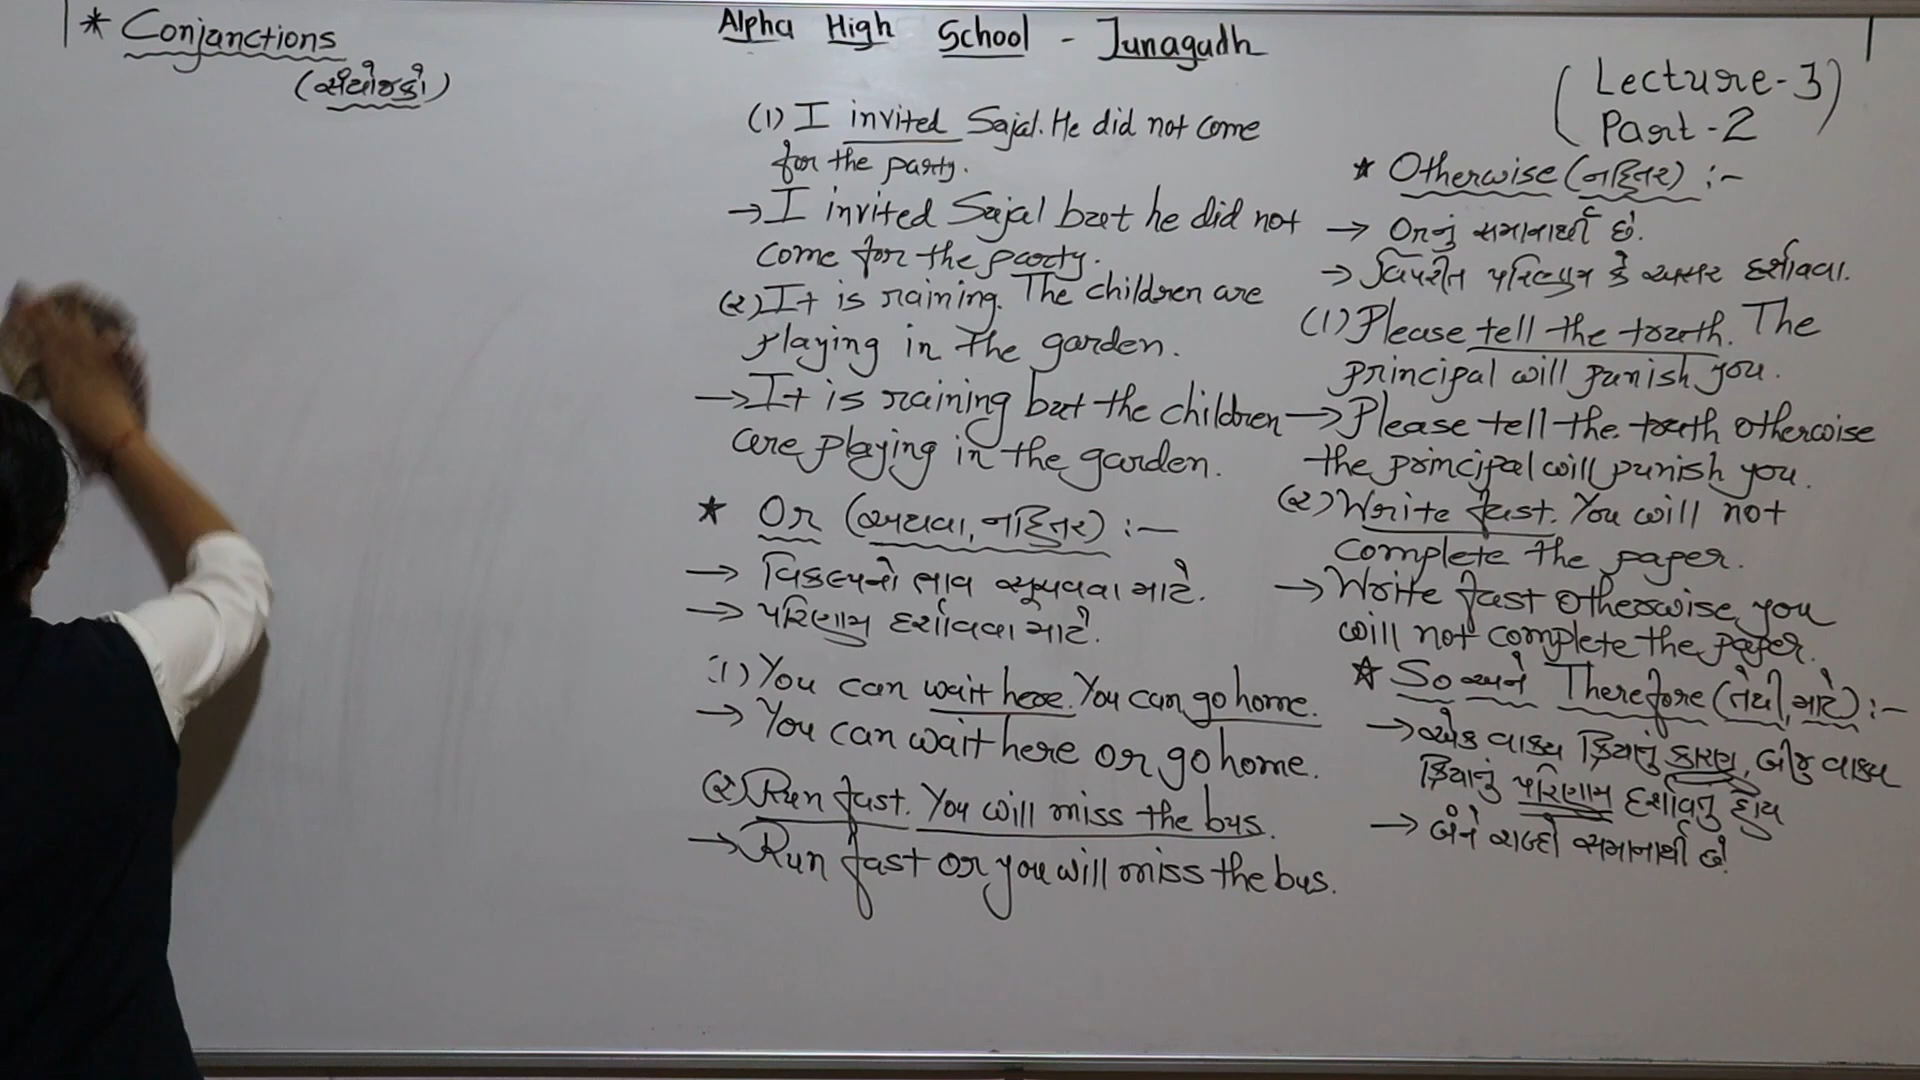 * Conjanctions
(સંયોજકો)
Alpha High School - Junagadh
(Lecture-3
Part-2)
(1) I invited Sajal. He did not come
for the party.
→ I invited Sajal but he did not
come for the party.
(૨) It is raining. The children are
playing in the garden.
→ It is raining but the children
are playing in the garden.
* Or (અથવા, નહિતર) :-
→ વિકલ્પનો ભાવ સૂચવવા માટે.
→ પરિણામ દર્શાવવા માટે.
(1) You can wait here. You can go home.
→ You can wait here or go home.
(૨) Run fast. You will miss the bus.
→ Run fast or you will miss the bus.
* Otherwise (નહિતર) :-
→ Orનું સમાનાર્થી છે.
→ વિપરીત પરિણામ કે અસર દર્શાવવા.
(1) Please tell the truth. The
principal will punish you.
→ Please tell the truth otherwise
the principal will punish you.
(૨) Write fast. You will not
complete the paper.
→ Write fast otherwise you
will not complete the paper.
* So અને Therefore (તેથી, માટે) :-
→ એક વાક્ય ક્રિયાનું કારણ, બીજુ વાક્ય
ક્રિયાનું પરિણામ દર્શાવતુ હોય
→ બંને શબ્દો સમાનાર્થી છે.